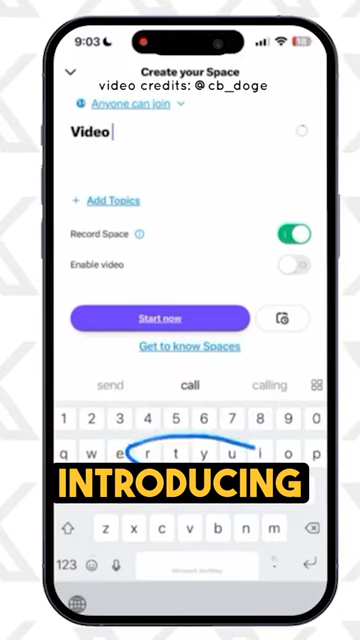 9:03
18
Create your Space
video credits: @cb_doge
Anyone can join
Video
+ Add Topics
Record Space
Enable video
Start now
Get to know Spaces
send call calling
1 2 3 4 5 6 7 8 9 0
q w e r t y u i o p
INTRODUCING
z x c v b n m
123